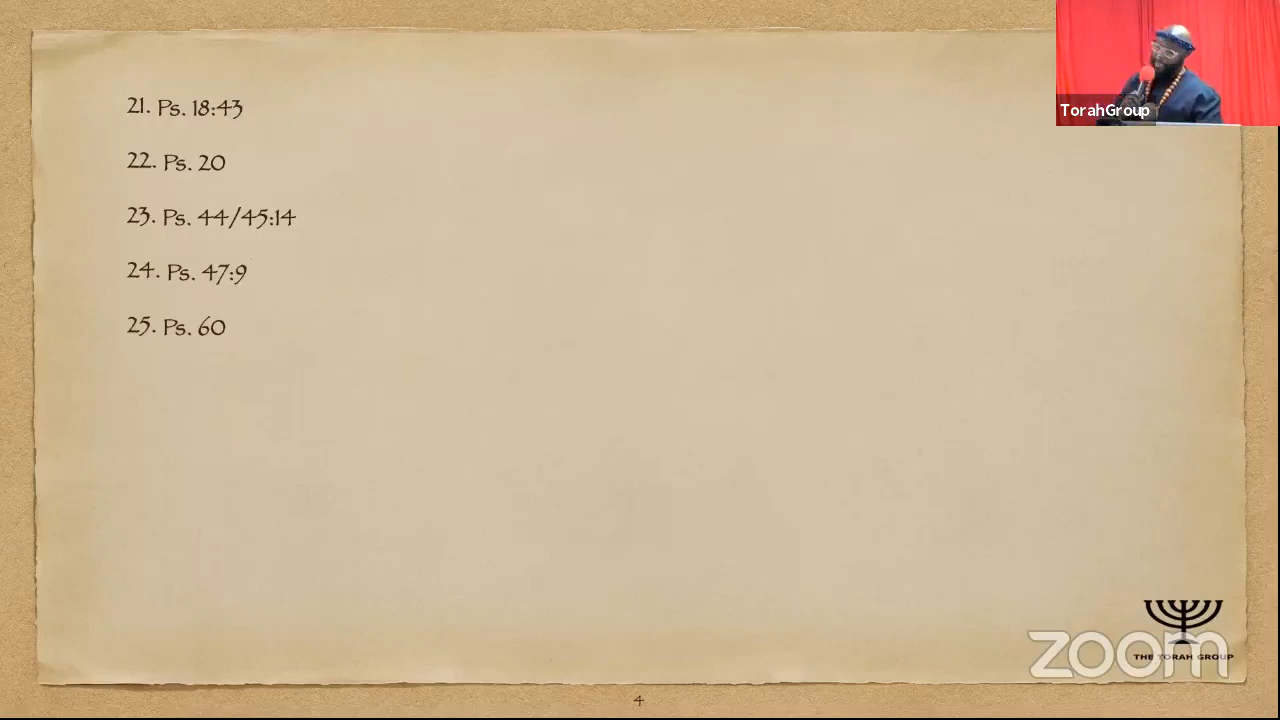 21. Ps. 18:43
22. Ps. 20
23. Ps. 44/45:14
24. Ps. 47:9
25. Ps. 60
TorahGroup
zoom
THE TORAH GROUP
4